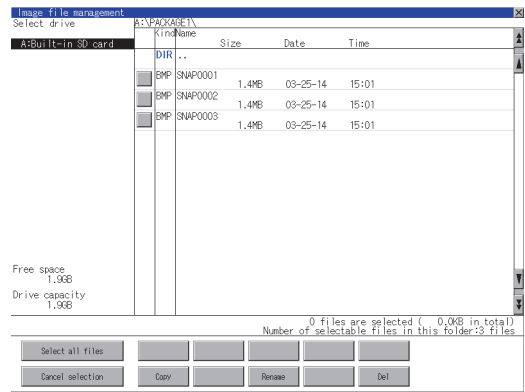 Image file management
Select drive
A:\PACKAGE1\
A:Built-in SD card
Kind Name
Size Date Time
DIR ..
BMP SNAP0001
1.4MB 03-25-14 15:01
BMP SNAP0002
1.4MB 03-25-14 15:01
BMP SNAP0003
1.4MB 03-25-14 15:01
Free space
1.9GB
Drive capacity
1.9GB
0 files are selected ( 0.0KB in total)
Number of selectable files in this folder:3 files
Select all files
Cancel selection
Copy
Rename
Del